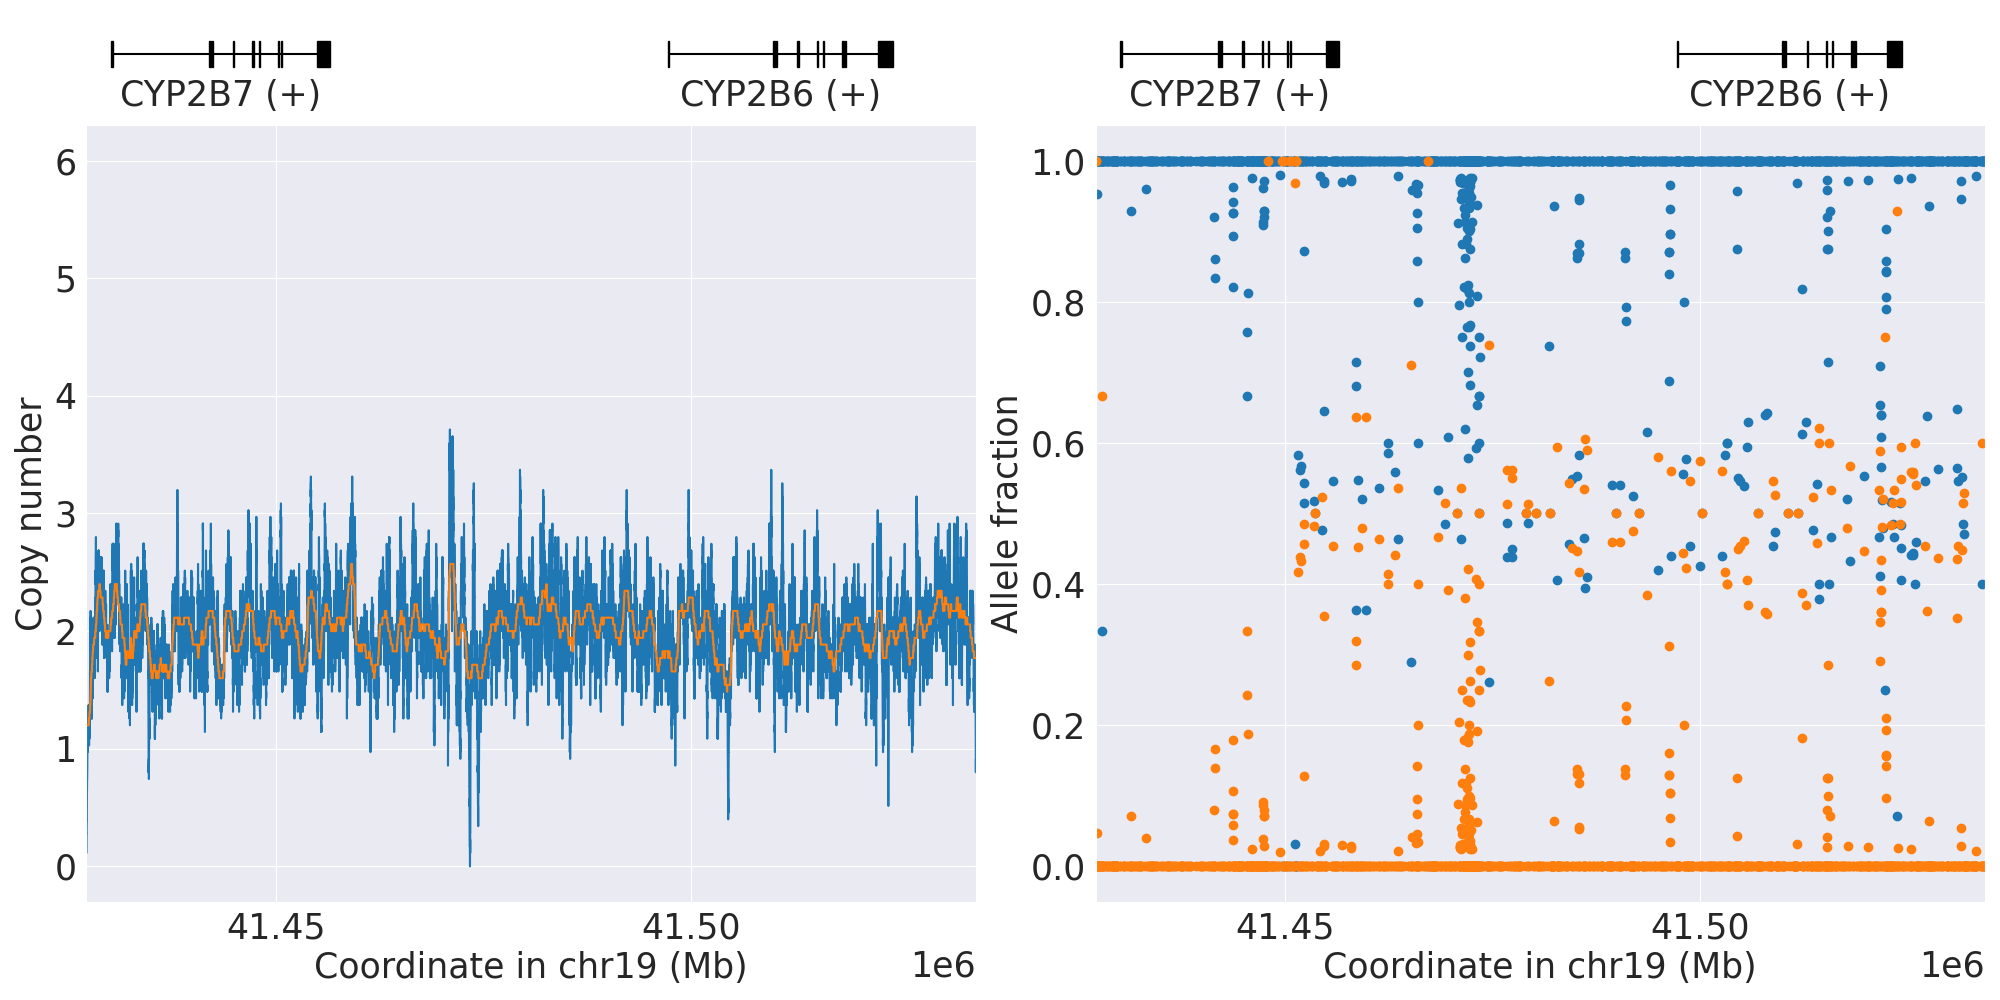 CYP2B7 (+)
CYP2B6 (+)
CYP2B7 (+)
CYP2B6 (+)
6
5
4
3
2
1
0
Copy number
41.45
41.50
Coordinate in chr19 (Mb)
1e6
1.0
0.8
0.6
0.4
0.2
0.0
Allele fraction
41.45
41.50
Coordinate in chr19 (Mb)
1e6